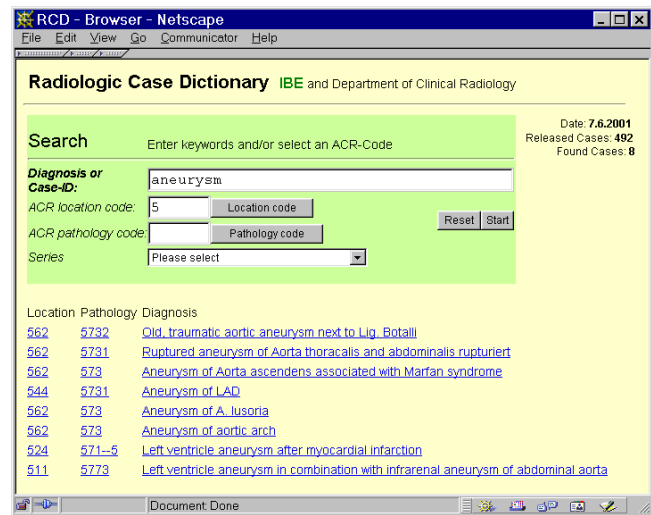 RCD - Browser - Netscape
File Edit View Go Communicator Help
Radiologic Case Dictionary IBE and Department of Clinical Radiology
Date: 7.6.2001
Released Cases: 492
Found Cases: 8
Search Enter keywords and/or select an ACR-Code
Diagnosis or
Case-ID: aneurysm
ACR location code: 5 Location code
Reset Start
ACR pathology code: Pathology code
Series Please select
Location Pathology Diagnosis
562 5732 Old, traumatic aortic aneurysm next to Lig. Botalli
562 5731 Ruptured aneurysm of Aorta thoracalis and abdominalis rupturiert
562 573 Aneurysm of Aorta ascendens associated with Marfan syndrome
544 5731 Aneurysm of LAD
562 573 Aneurysm of A. lusoria
562 573 Aneurysm of aortic arch
524 571--5 Left ventricle aneurysm after myocardial infarction
511 5773 Left ventricle aneurysm in combination with infrarenal aneurysm of abdominal aorta
Document: Done